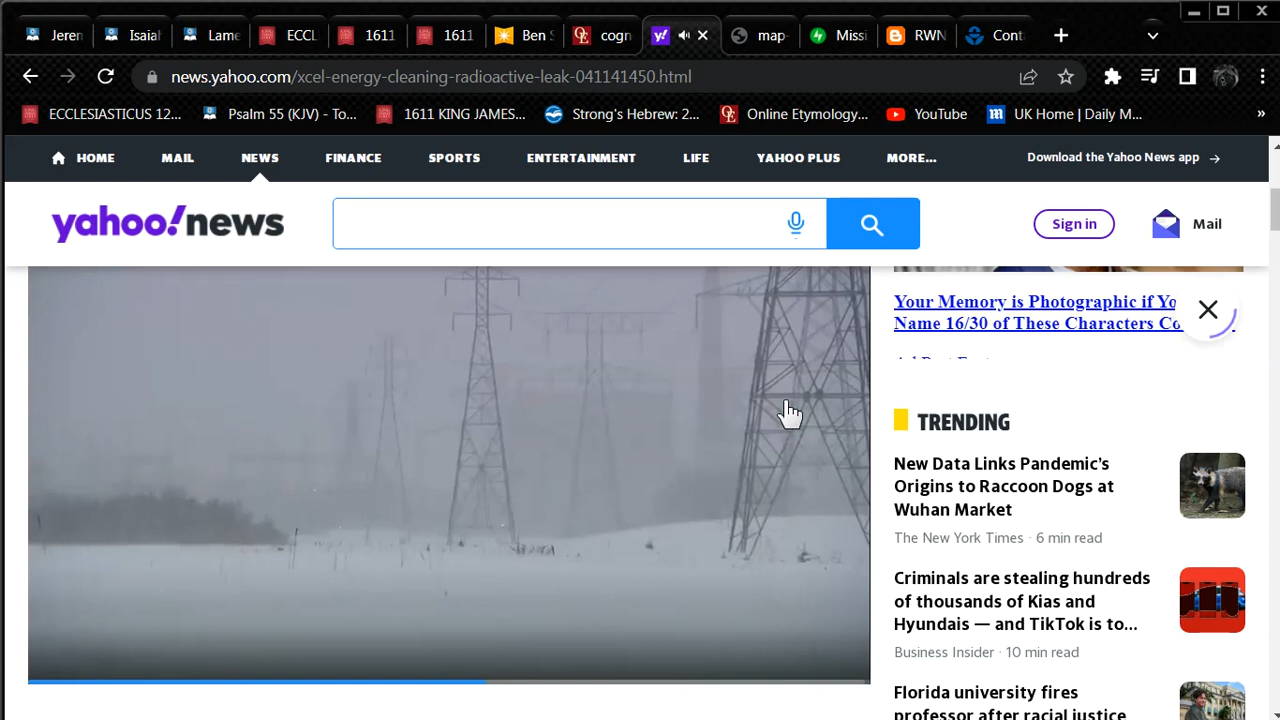 Jeren
Isaial
Lame
ECCL
1611
1611
Ben S
OE
cogn
y!
map-
Missi
RWN
Conta
news.yahoo.com/xcel-energy-cleaning-radioactive-leak-041141450.html
ECCLESIASTICUS 12...
Psalm 55 (KJV) - To...
1611 KING JAMES...
Strong's Hebrew: 2...
OE
Online Etymology...
YouTube
m
UK Home | Daily M...
»
HOME
MAIL
NEWS
FINANCE
SPORTS
ENTERTAINMENT
LIFE
YAHOO PLUS
MORE...
Download the Yahoo News app →
yahoo!news
Sign in
Mail
Your Memory is Photographic if Yo
Name 16/30 of These Characters Co
TRENDING
New Data Links Pandemic's
Origins to Raccoon Dogs at
Wuhan Market
The New York Times · 6 min read
Criminals are stealing hundreds
of thousands of Kias and
Hyundais — and TikTok is to...
Business Insider · 10 min read
Florida university fires
professor after racial justice